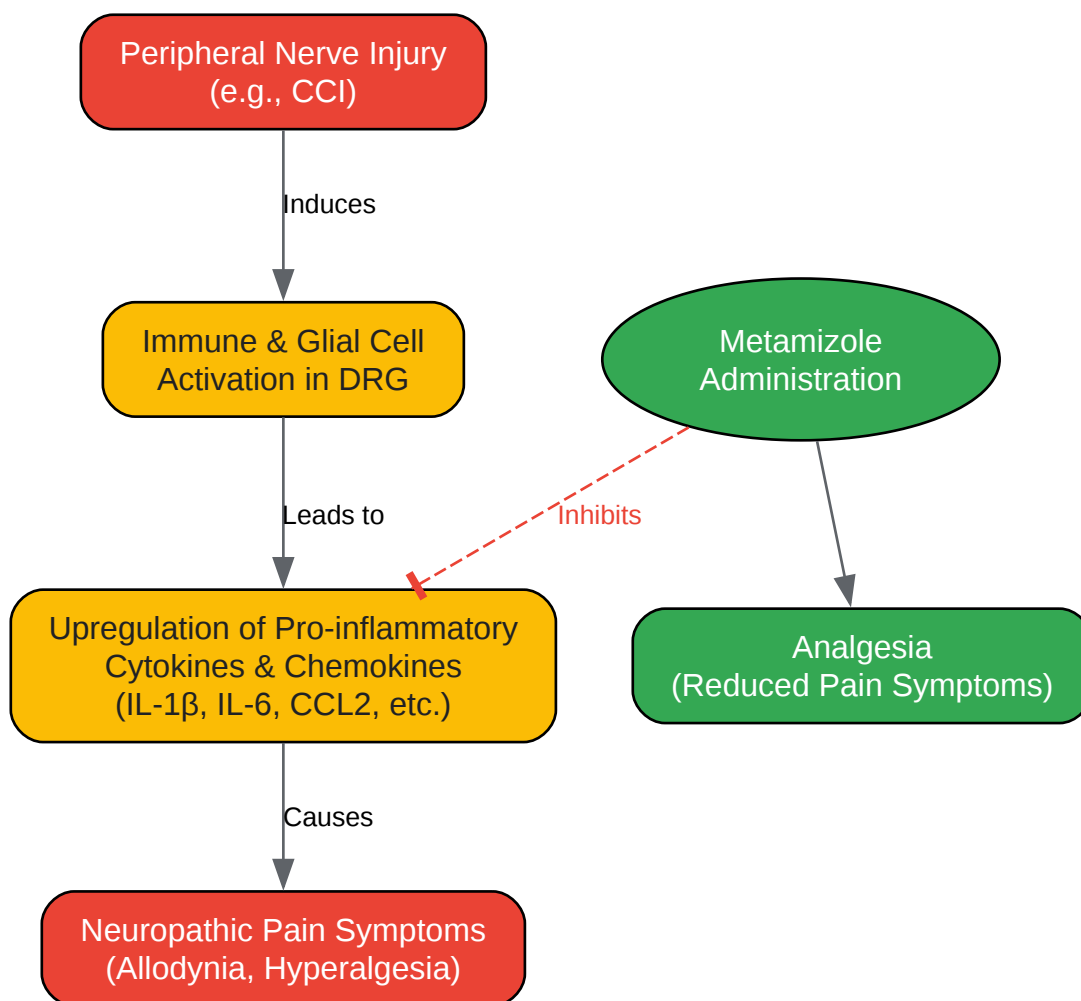 Peripheral Nerve Injury
(e.g., CCI)
Induces
Immune & Glial Cell
Activation in DRG
Metamizole
Administration
Leads to
Inhibits
Upregulation of Pro-inflammatory
Cytokines & Chemokines
(IL-1β, IL-6, CCL2, etc.)
Analgesia
(Reduced Pain Symptoms)
Causes
Neuropathic Pain Symptoms
(Allodynia, Hyperalgesia)